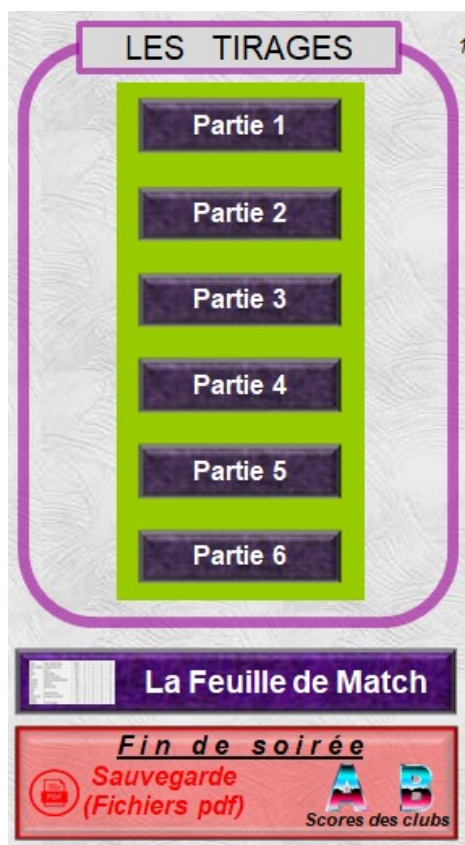 LES TIRAGES
Partie 1
Partie 2
Partie 3
Partie 4
Partie 5
Partie 6
La Feuille de Match
Fin de soirée
Sauvegarde
(Fichiers pdf)
PDF
A B
Scores des clubs